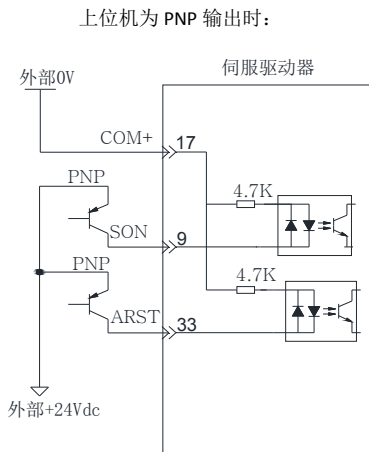 上位机为 PNP 输出时：
外部0V
伺服驱动器
COM+
17
PNP
4.7K
SON
9
PNP
4.7K
ARST
33
外部+24Vdc